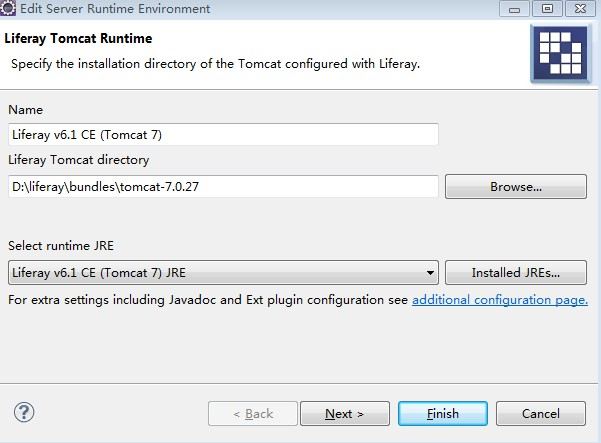 Edit Server Runtime Environment
Liferay Tomcat Runtime
Specify the installation directory of the Tomcat configured with Liferay.
Name
Liferay v6.1 CE (Tomcat 7)
Liferay Tomcat directory
D:\liferay\bundles\tomcat-7.0.27
Browse...
Select runtime JRE
Liferay v6.1 CE (Tomcat 7) JRE
Installed JREs...
For extra settings including Javadoc and Ext plugin configuration see additional configuration page.
?
< Back
Next >
Finish
Cancel